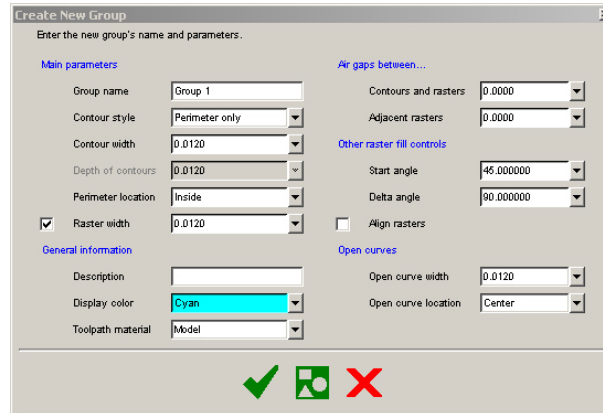 Create New Group
Enter the new group's name and parameters.
Main parameters
Group name Group 1
Contour style Perimeter only
Contour width 0.0120
Depth of contours 0.0120
Perimeter location Inside
Raster width 0.0120
General information
Description
Display color Cyan
Toolpath material Model
Air gaps between...
Contours and rasters 0.0000
Adjacent rasters 0.0000
Other raster fill controls
Start angle 45.000000
Delta angle 90.000000
Align rasters
Open curves
Open curve width 0.0120
Open curve location Center